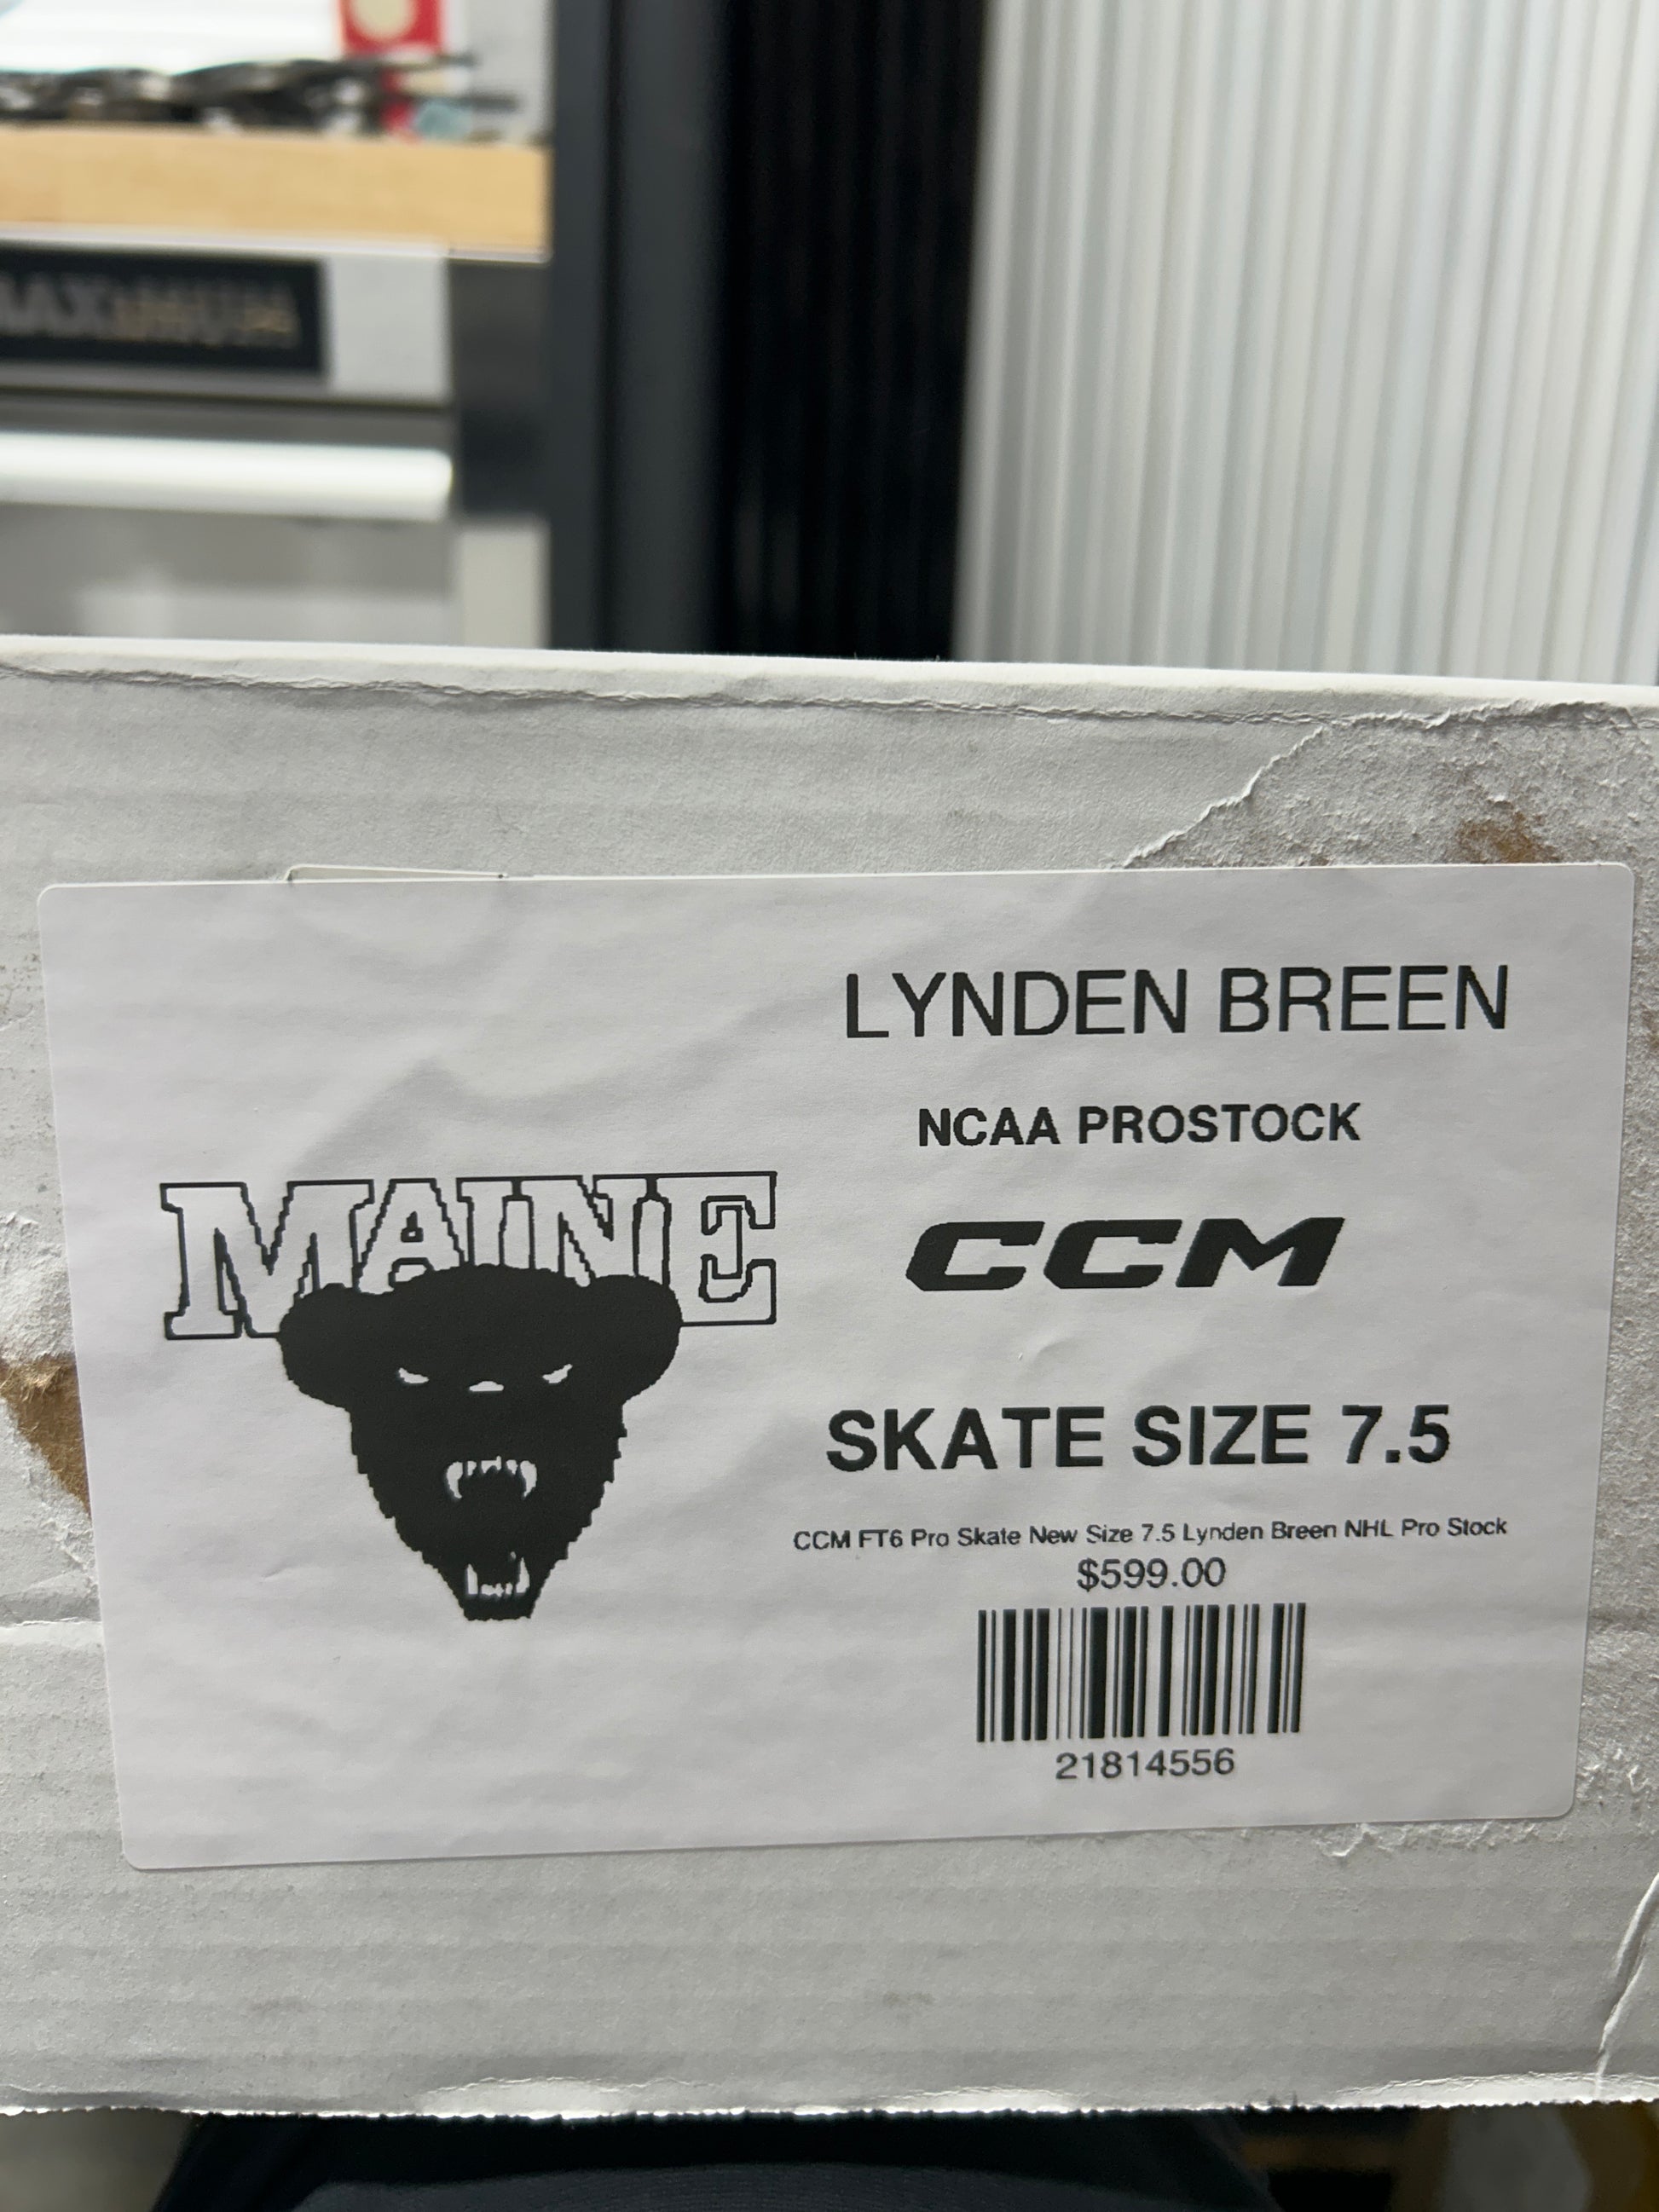 LYNDEN BREEN
NCAA PROSTOCK
MAINE
CCM
SKATE SIZE 7.5
CCM FT6 Pro Skate New Size 7.5 Lynden Breen NHL Pro Stock
$599.00
21814556